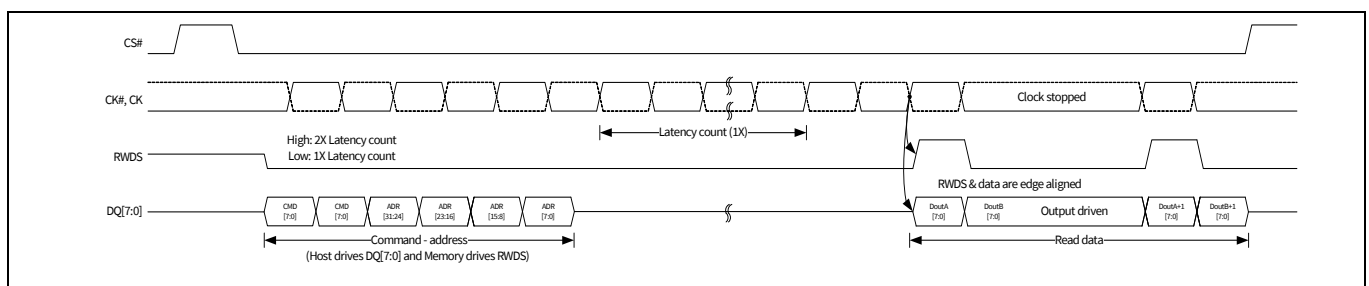 CS#
CK#, CK
Clock stopped
Latency count (1X)
High: 2X Latency count
Low: 1X Latency count
RWDS
RWDS & data are edge aligned
DQ[7:0]
CMD
[7:0]
CMD
[7:0]
ADR
[31:24]
ADR
[23:16]
ADR
[15:8]
ADR
[7:0]
DoutA
[7:0]
DoutB
[7:0]
Output driven
DoutA+1
[7:0]
DoutB+1
[7:0]
Command - address
(Host drives DQ[7:0] and Memory drives RWDS)
Read data